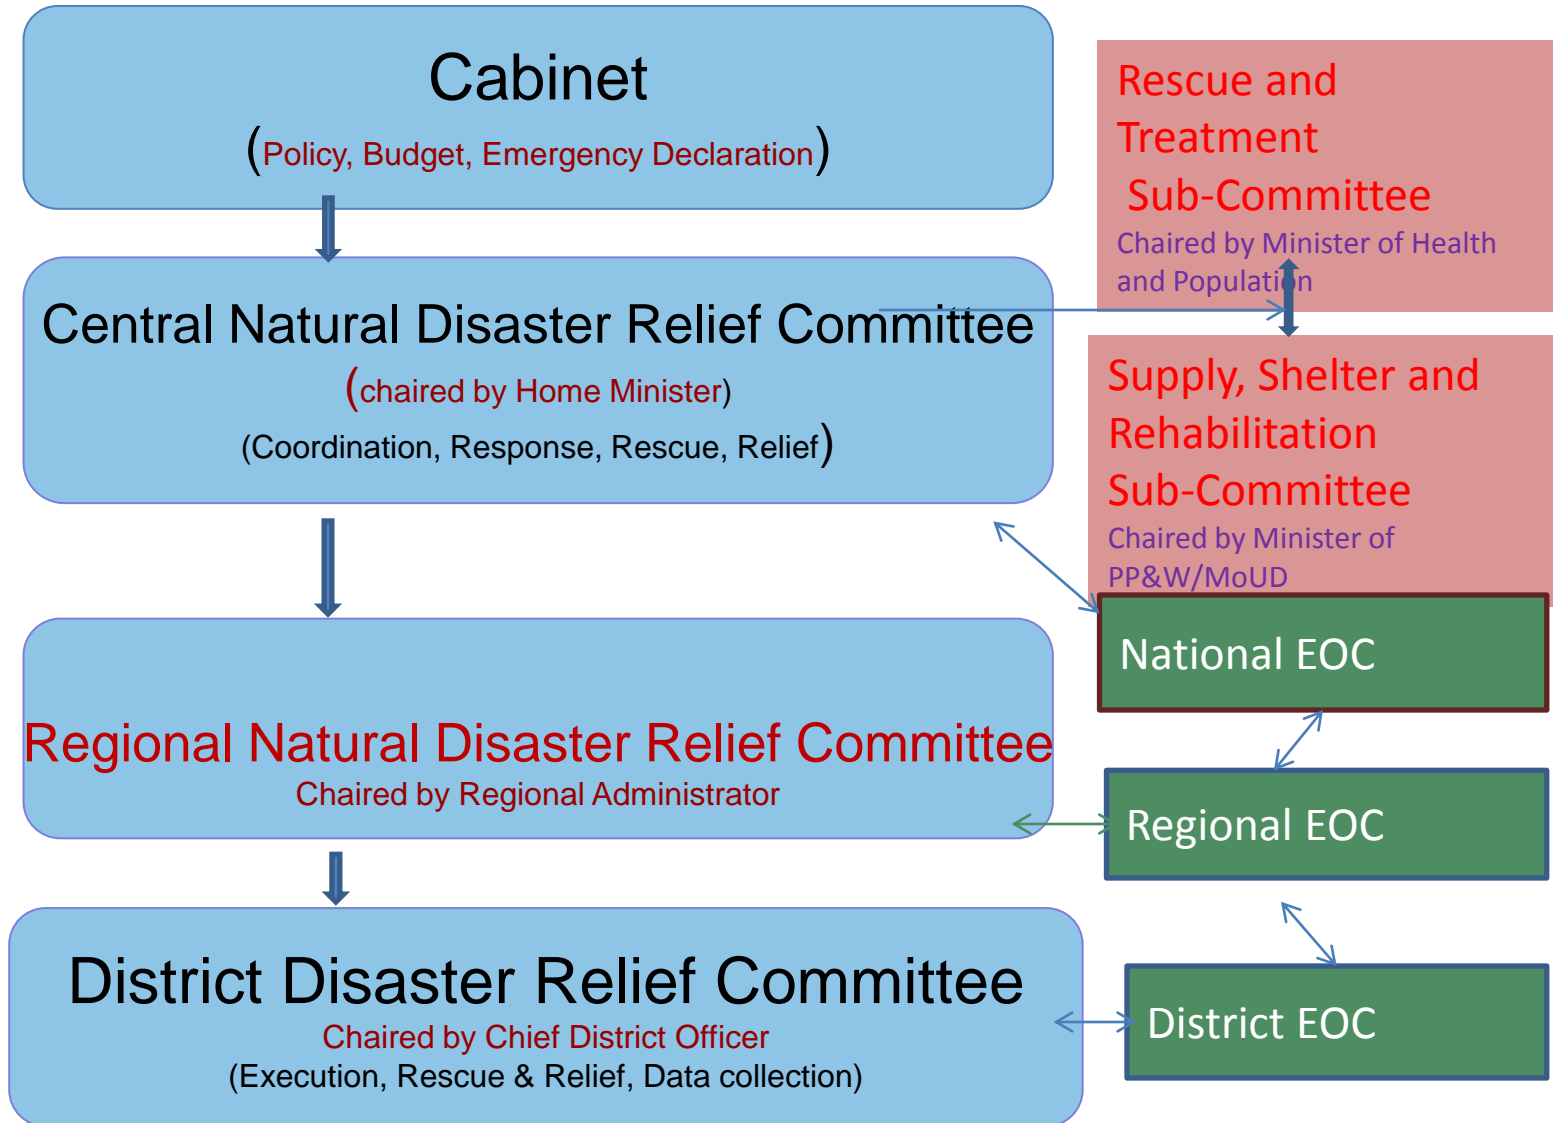 Cabinet
(Policy, Budget, Emergency Declaration)
Central Natural Disaster Relief Committee
(chaired by Home Minister)
(Coordination, Response, Rescue, Relief)
Regional Natural Disaster Relief Committee
Chaired by Regional Administrator
District Disaster Relief Committee
Chaired by Chief District Officer
(Execution, Rescue & Relief, Data collection)
Rescue and
Treatment
Sub-Committee
Chaired by Minister of Health
and Population
Supply, Shelter and
Rehabilitation
Sub-Committee
Chaired by Minister of
PP&W/MoUD
National EOC
Regional EOC
District EOC